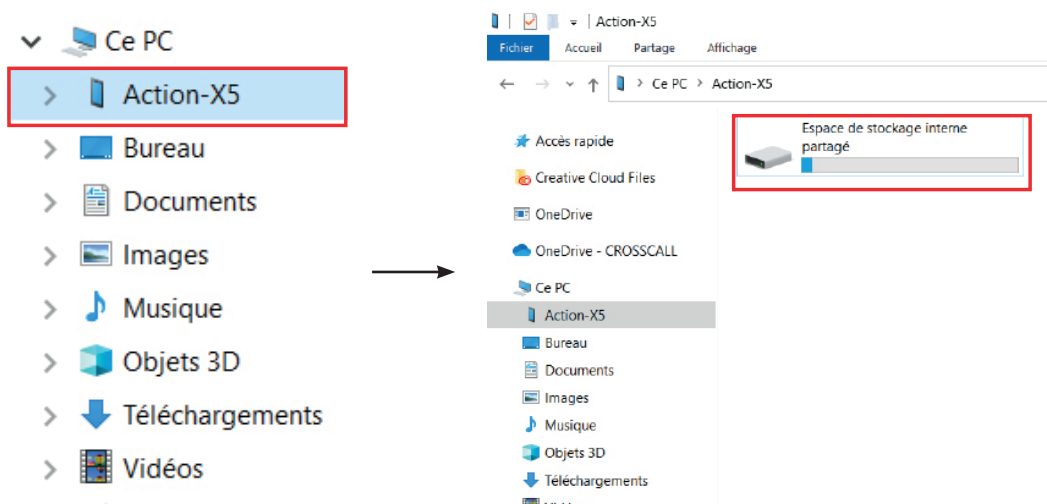 Ce PC
Action-X5
Bureau
Documents
Images
Musique
Objets 3D
Téléchargements
Vidéos
Action-X5
Fichier Accueil Partage Affichage
Ce PC > Action-X5
Accès rapide
Creative Cloud Files
OneDrive
OneDrive - CROSSCALL
Ce PC
Action-X5
Bureau
Documents
Images
Musique
Objets 3D
Téléchargements
Espace de stockage interne
partagé